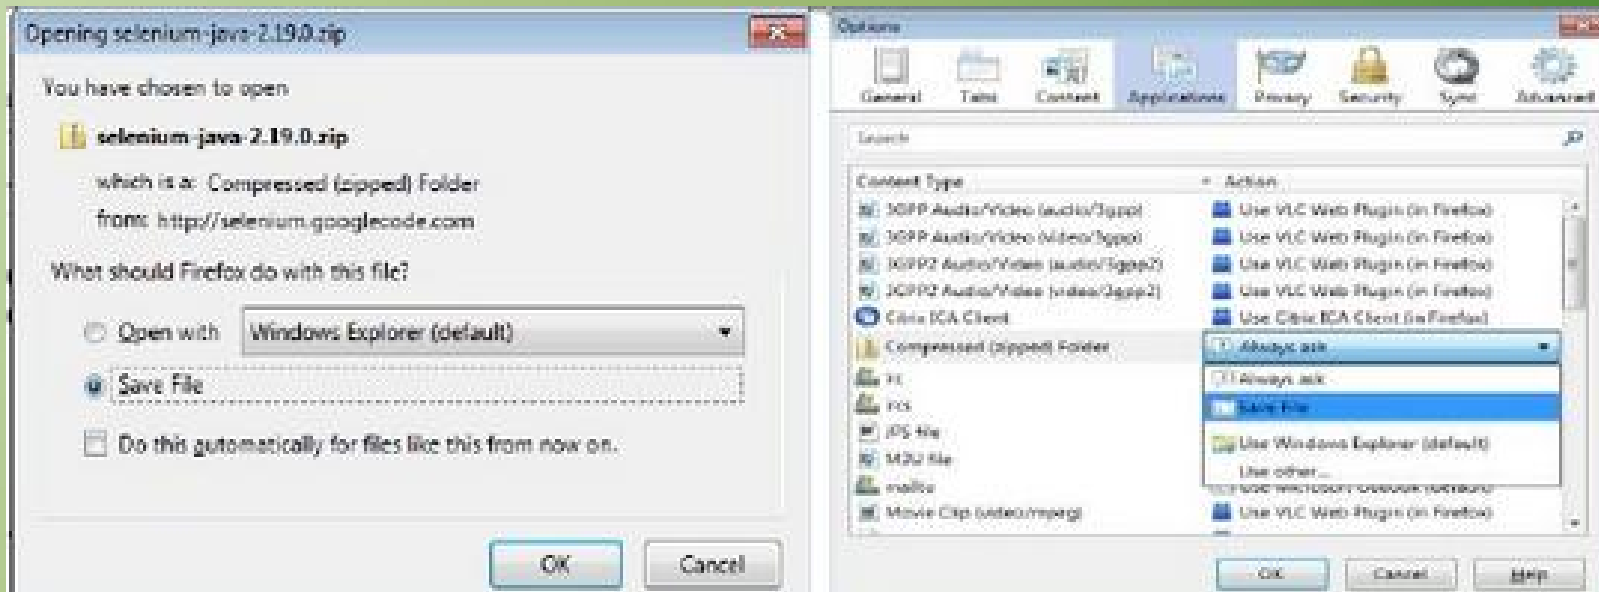 Opening selenium-java-2.19.0.zip
You have chosen to open
selenium-java-2.19.0.zip
which is a: Compressed (zipped) Folder
from: http://selenium.googlecode.com
What should Firefox do with this file?
Open with Windows Explorer (default)
Save File
Do this automatically for files like this from now on.
OK Cancel
Options
General Tabs Content Applications Privacy Security Sync Advanced
Search
Content Type Action
3GPP Audio/Video (audio/3gpp) Use VLC Web Plugin (in Firefox)
3GPP Audio/Video (video/3gpp) Use VLC Web Plugin (in Firefox)
3GPP2 Audio/Video (audio/3gpp2) Use VLC Web Plugin (in Firefox)
3GPP2 Audio/Video (video/3gpp2) Use VLC Web Plugin (in Firefox)
Citrix ICA Client Use Citrix ICA Client (in Firefox)
Compressed (zipped) Folder Always ask
irc Always ask
ircs Save File
Use Windows Explorer (default)
M3U file
Use other...
mailto
Movie Clip (video/mpeg) Use VLC Web Plugin (in Firefox)
OK Cancel Help